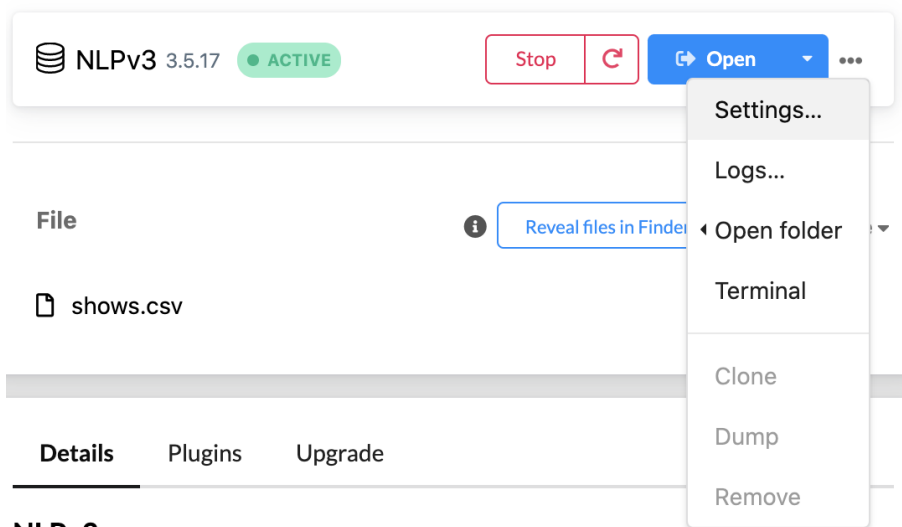 NLPv3 3.5.17 ACTIVE Stop Open
Settings...
Logs...
File
Reveal files in Finder
Open folder
Terminal
shows.csv
Clone
Dump
Remove
Details Plugins Upgrade